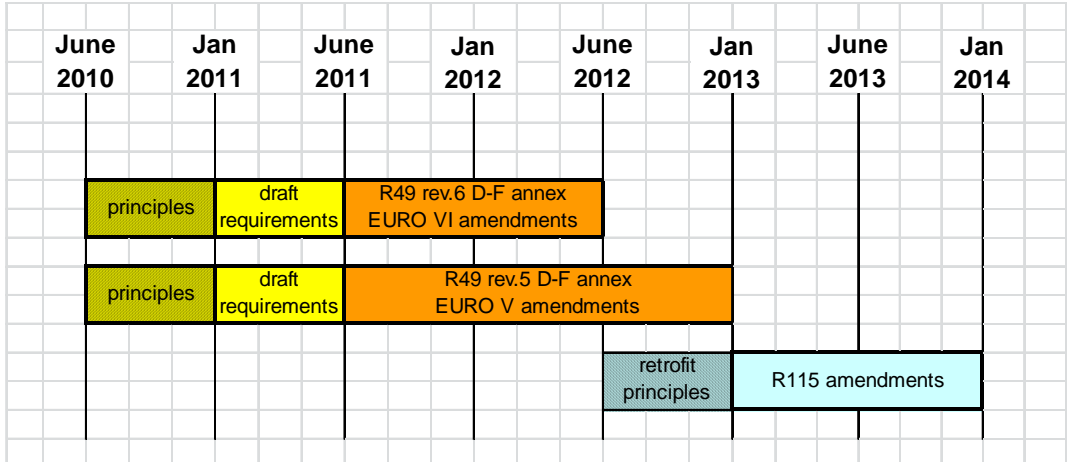 June Jan June Jan June Jan June Jan
2010 2011 2011 2012 2012 2013 2013 2014
principles
draft
requirements
R49 rev.6 D-F annex
EURO VI amendments
principles
draft
requirements
R49 rev.5 D-F annex
EURO V amendments
retrofit
principles
R115 amendments